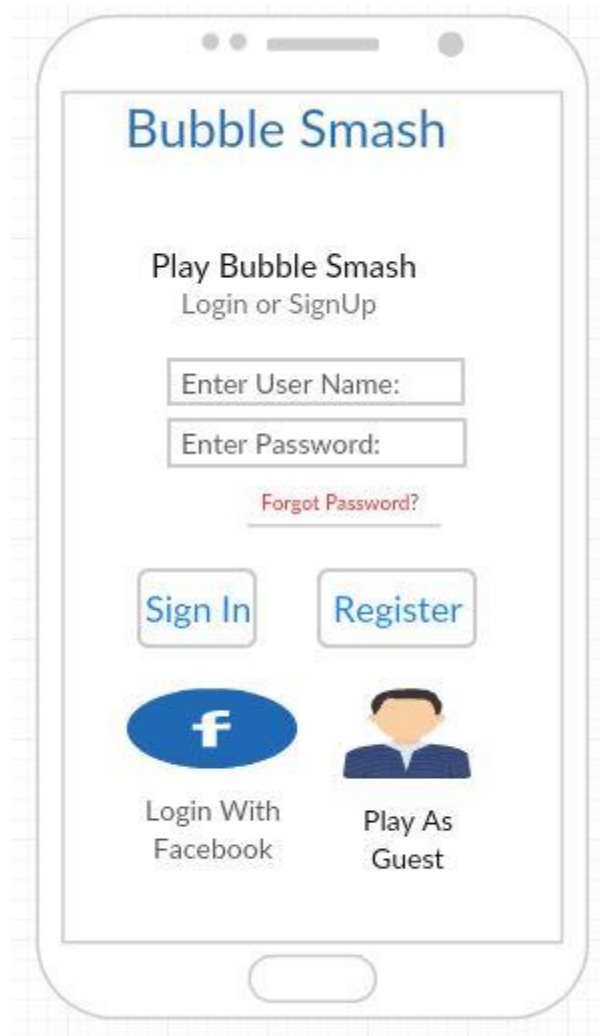 Bubble Smash
Play Bubble Smash
Login or SignUp
Enter User Name:
Enter Password:
Forgot Password?
Sign In
Register
f
Login With
Facebook
Play As
Guest